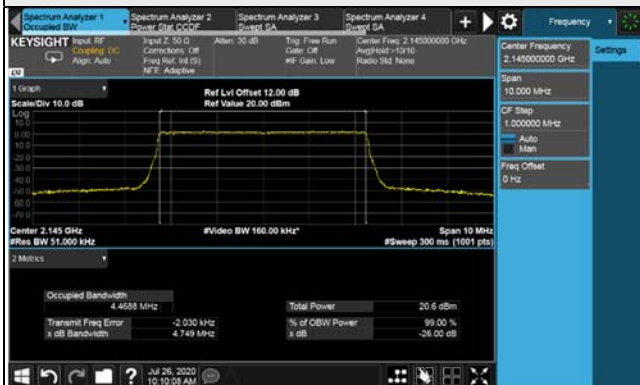 Spectrum Analyzer 1
Occupied BW
Spectrum Analyzer 2
Power Stat CCDF
Spectrum Analyzer 3
Swept SA
Spectrum Analyzer 4
Swept SA
Frequency
KEYSIGHT
Input: RF
Coupling: DC
Align: Auto
Input Z: 50 Ω
Corrections: Off
Freq Ref: Int (S)
NFE: Adaptive
Atten: 30 dB
Trig: Free Run
Gate: Off
#IF Gain: Low
Center Freq: 2.145000000 GHz
Avg|Hold:>10/10
Radio Std: None
Center Frequency
2.145000000 GHz
Settings
Span
10.000 MHz
CF Step
1.000000 MHz
Auto
Man
Freq Offset
0 Hz
1 Graph
Scale/Div 10.0 dB
Ref Lvl Offset 12.00 dB
Ref Value 20.00 dBm
Log
10.0
0.00
-10.0
-20.0
-30.0
-40.0
-50.0
-60.0
-70.0
Center 2.145 GHz
#Res BW 51.000 kHz
#Video BW 160.00 kHz*
Span 10 MHz
#Sweep 300 ms (1001 pts)
2 Metrics
Occupied Bandwidth
4.4688 MHz
Total Power
20.6 dBm
Transmit Freq Error
-2.030 kHz
% of OBW Power
99.00 %
x dB Bandwidth
4.749 MHz
x dB
-26.00 dB
Jul 26, 2020
10:10:08 AM